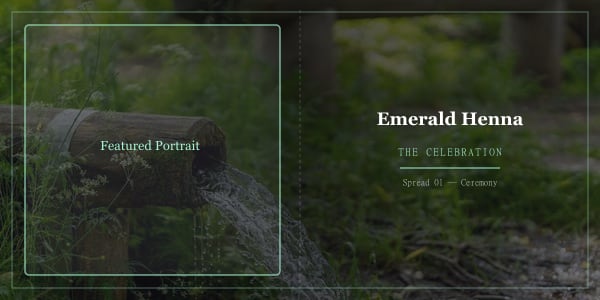 Featured Portrait
Emerald Henna
THE CELEBRATION
Spread 01 — Ceremony